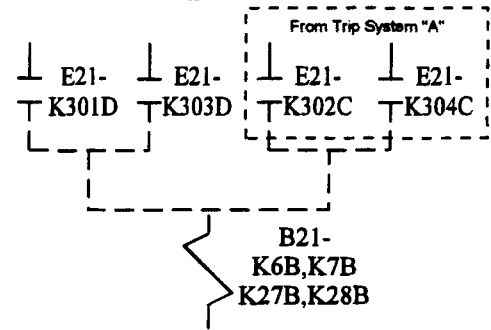 From Trip System "A"
E21- E21- E21- E21-
K301D K303D K302C K304C
B21-
K6B,K7B
K27B,K28B